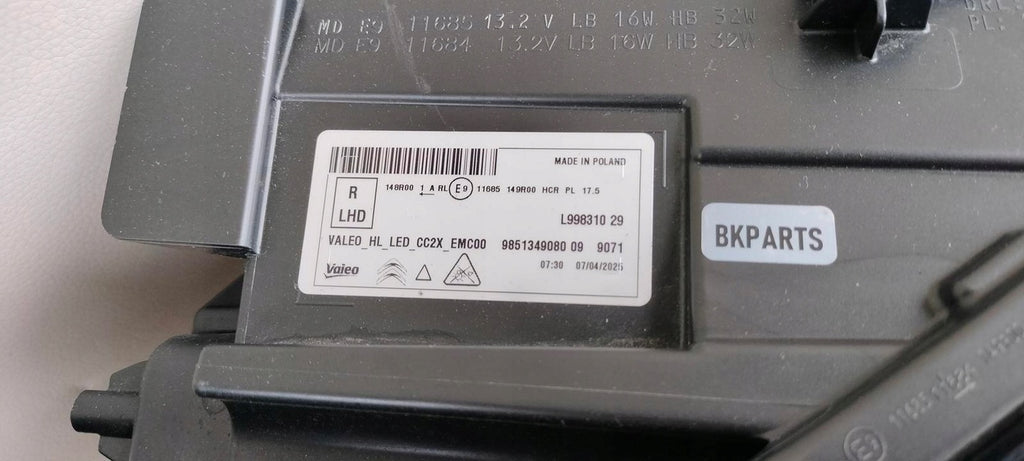 MD E9 11685 13.2V LB 16W HB 32W
MD E9 11684 13.2V LB 16W HB 32W
PL:
MADE IN POLAND
R
LHD
148R00 1 A RL E9 11685 149R00 HCR PL 17.5
L998310 29
VALEO_HL_LED_CC2X_EMC00 9851349080 09 9071
Valeo
07:30 07/04/2025
BKPARTS